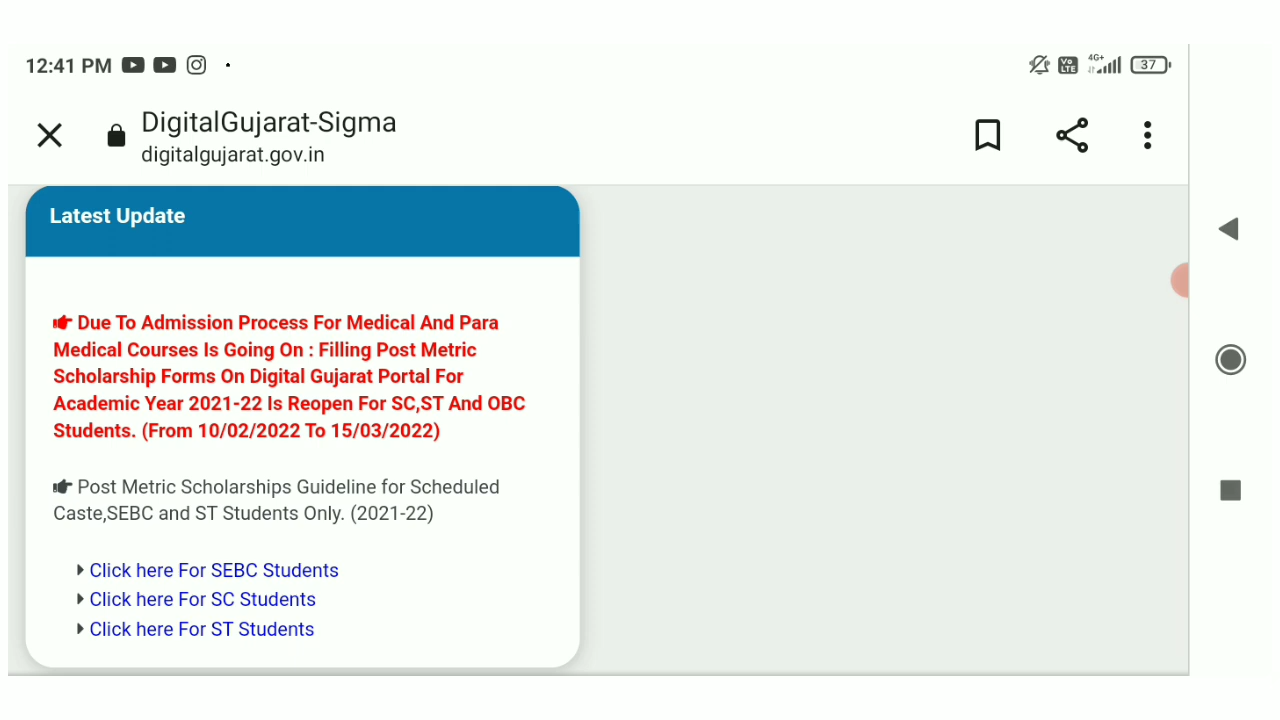 12:41 PM
4G+
Vo
LTE
37
DigitalGujarat-Sigma
digitalgujarat.gov.in
Latest Update
Due To Admission Process For Medical And Para
Medical Courses Is Going On : Filling Post Metric
Scholarship Forms On Digital Gujarat Portal For
Academic Year 2021-22 Is Reopen For SC,ST And OBC
Students. (From 10/02/2022 To 15/03/2022)
Post Metric Scholarships Guideline for Scheduled
Caste,SEBC and ST Students Only. (2021-22)
Click here For SEBC Students
Click here For SC Students
Click here For ST Students